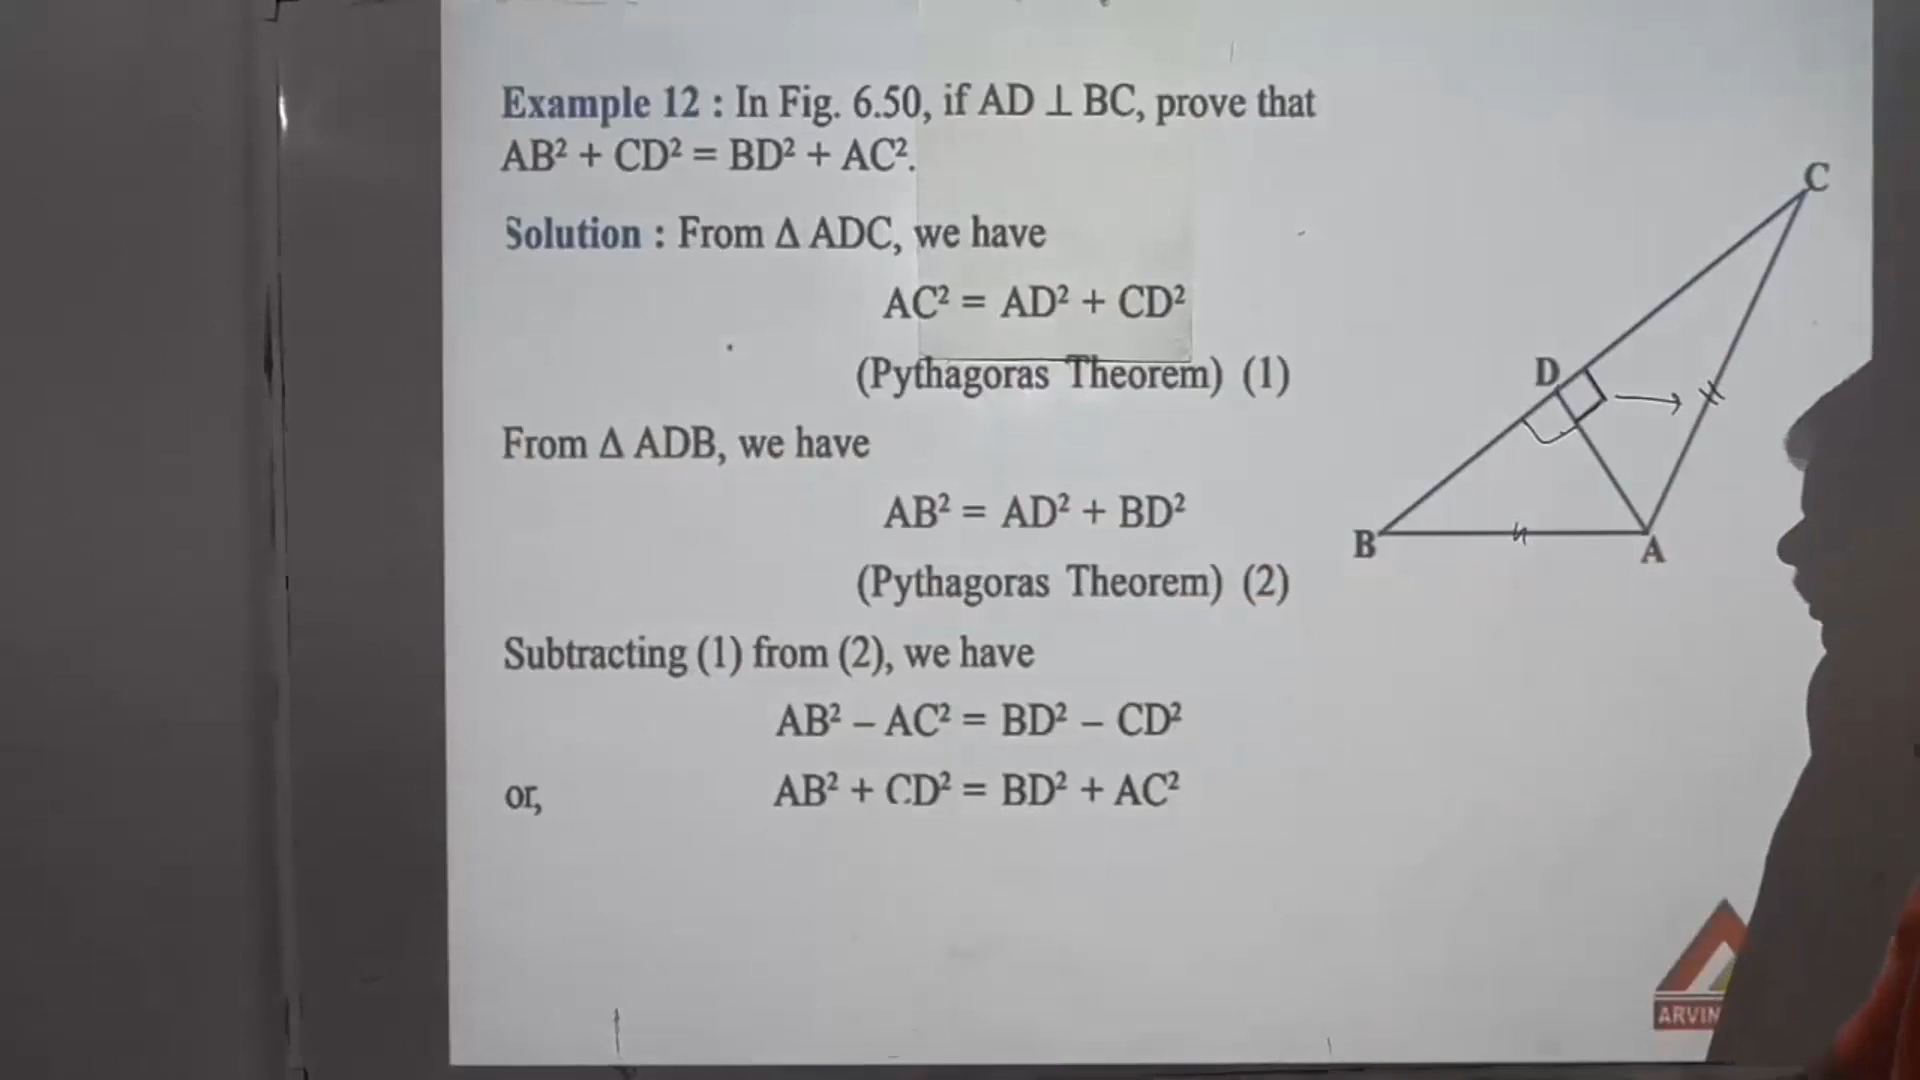 Example 12 : In Fig. 6.50, if AD ⊥ BC, prove that
AB² + CD² = BD² + AC².
Solution : From Δ ADC, we have
AC² = AD² + CD²
(Pythagoras Theorem) (1)
From Δ ADB, we have
AB² = AD² + BD²
(Pythagoras Theorem) (2)
Subtracting (1) from (2), we have
AB² – AC² = BD² – CD²
or, AB² + CD² = BD² + AC²
C
D
B
A